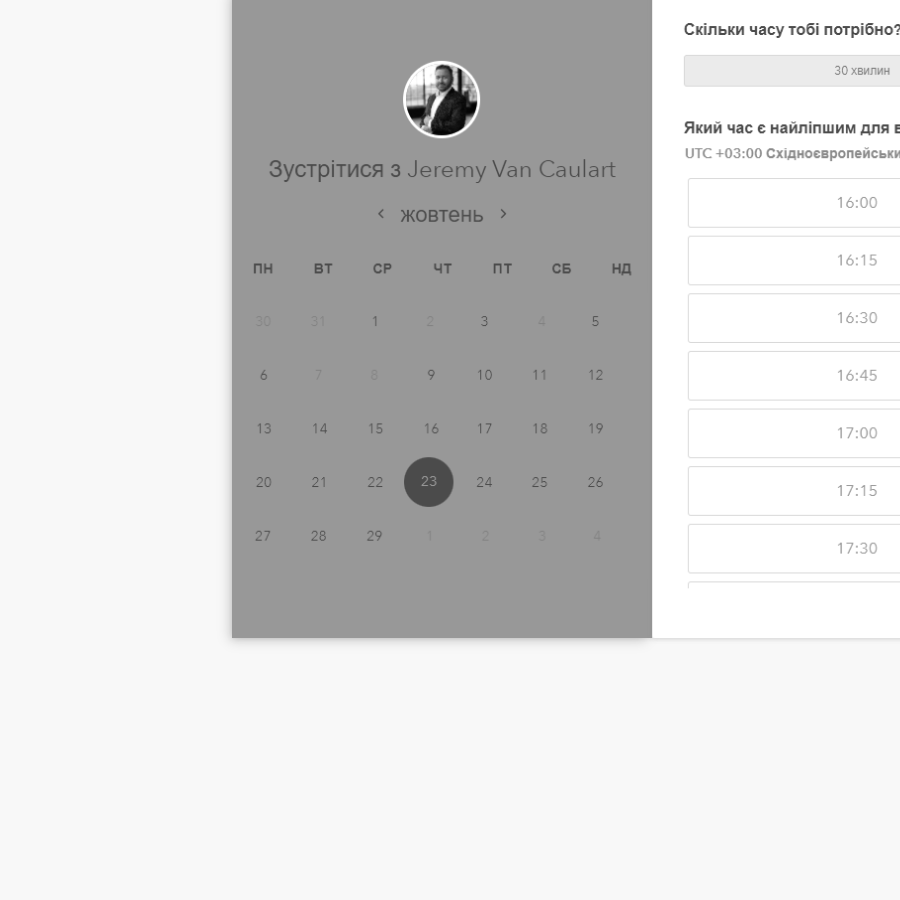 Зустрітися з Jeremy Van Caulart
жовтень
ПН ВТ СР ЧТ ПТ СБ НД
30 31 1 2 3 4 5
6 7 8 9 10 11 12
13 14 15 16 17 18 19
20 21 22 23 24 25 26
27 28 29 1 2 3 4
Скільки часу тобі потрібно?
30 хвилин
Який час є найліпшим для
UTC +03:00
16:00
16:15
16:30
16:45
17:00
17:15
17:30